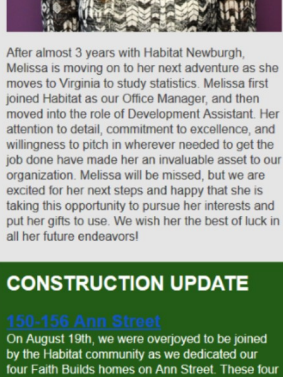 After almost 3 years with Habitat Newburgh,
Melissa is moving on to her next adventure as she
moves to Virginia to study statistics. Melissa first
joined Habitat as our Office Manager, and then
moved into the role of Development Assistant. Her
attention to detail, commitment to excellence, and
willingness to pitch in wherever needed to get the
job done have made her an invaluable asset to our
organization. Melissa will be missed, but we are
excited for her next steps and happy that she is
taking this opportunity to pursue her interests and
put her gifts to use. We wish her the best of luck in
all her future endeavors!
CONSTRUCTION UPDATE
150-156 Ann Street
On August 19th, we were overjoyed to be joined
by the Habitat community as we dedicated our
four Faith Builds homes on Ann Street. These four